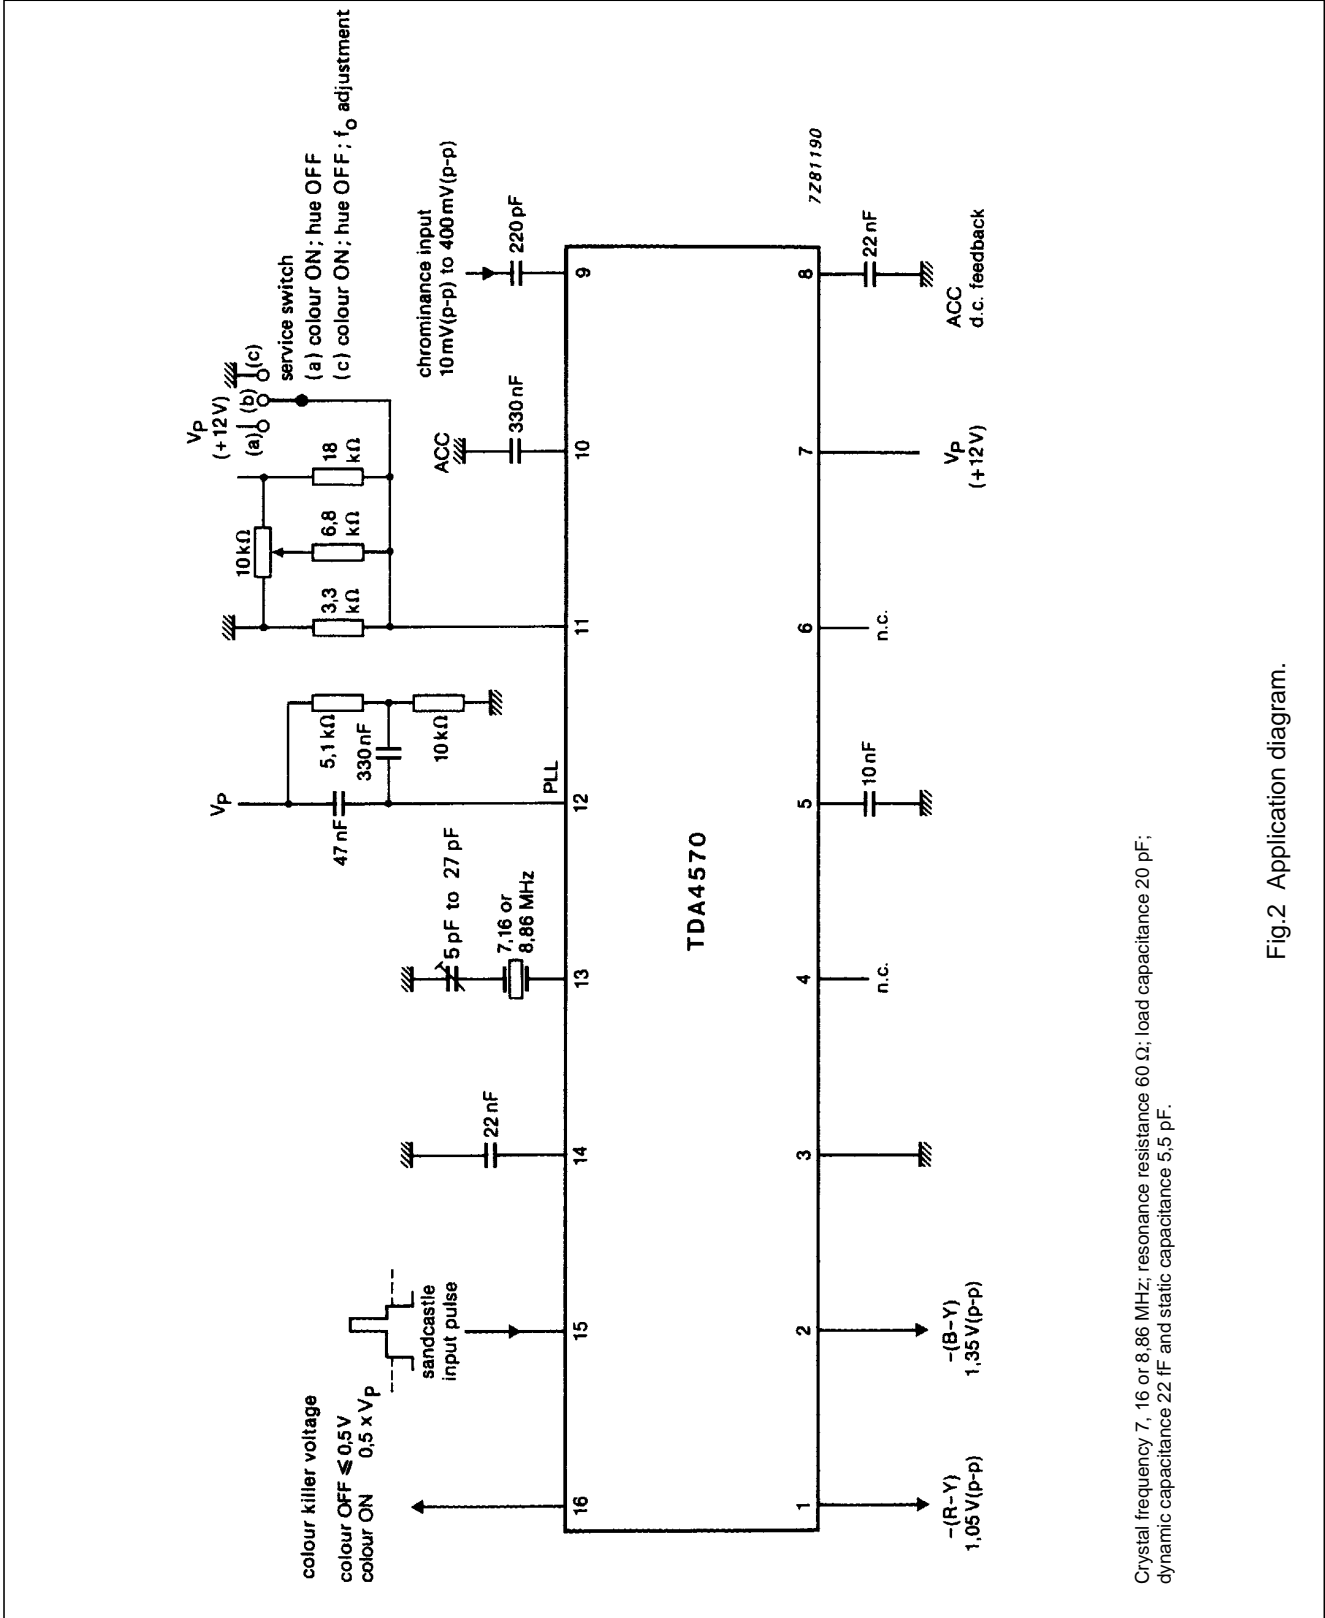 colour killer voltage
colour OFF ⩽ 0,5 V
colour ON 0,5 x VP
sandcastle
input pulse
22 nF
5 pF to 27 pF
7,16 or
8,86 MHz
VP
47 nF
5,1 kΩ
330 nF
10 kΩ
PLL
10 kΩ
3,3
kΩ
6,8
kΩ
18
kΩ
VP
(+12 V)
(a)
(b)
(c)
service switch
(a) colour ON; hue OFF
(c) colour ON; hue OFF; fo adjustment
ACC
330 nF
chrominance input
10 mV(p-p) to 400 mV(p-p)
220 pF
16
15
14
13
12
11
10
9
TDA4570
1
2
3
4
5
6
7
8
7Z81190
−(R−Y)
1,05 V(p-p)
−(B−Y)
1,35 V(p-p)
n.c.
10 nF
n.c.
VP
(+12 V)
22 nF
ACC
d.c. feedback
Crystal frequency 7, 16 or 8,86 MHz; resonance resistance 60 Ω; load capacitance 20 pF;
dynamic capacitance 22 fF and static capacitance 5,5 pF.
Fig.2 Application diagram.